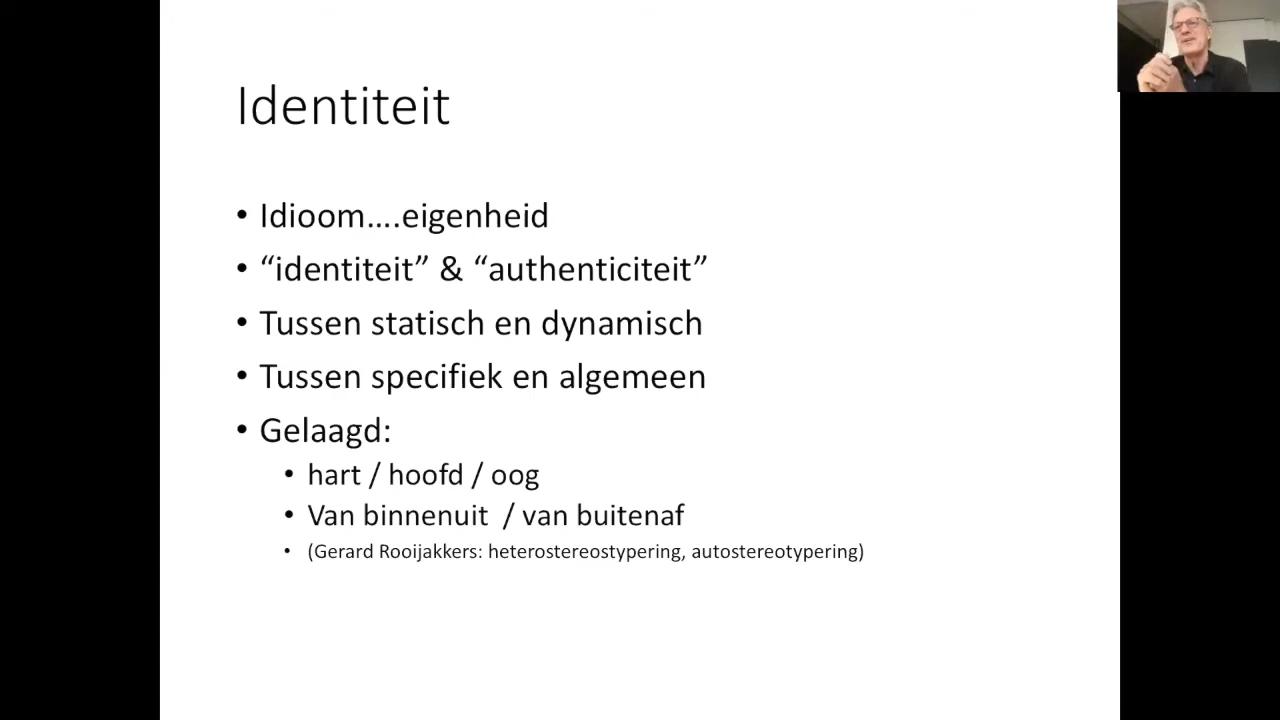 Identiteit
• Idioom….eigenheid
• “identiteit” & “authenticiteit”
• Tussen statisch en dynamisch
• Tussen specifiek en algemeen
• Gelaagd:
• hart / hoofd / oog
• Van binnenuit / van buitenaf
• (Gerard Rooijakkers: heterostereostypering, autostereotypering)